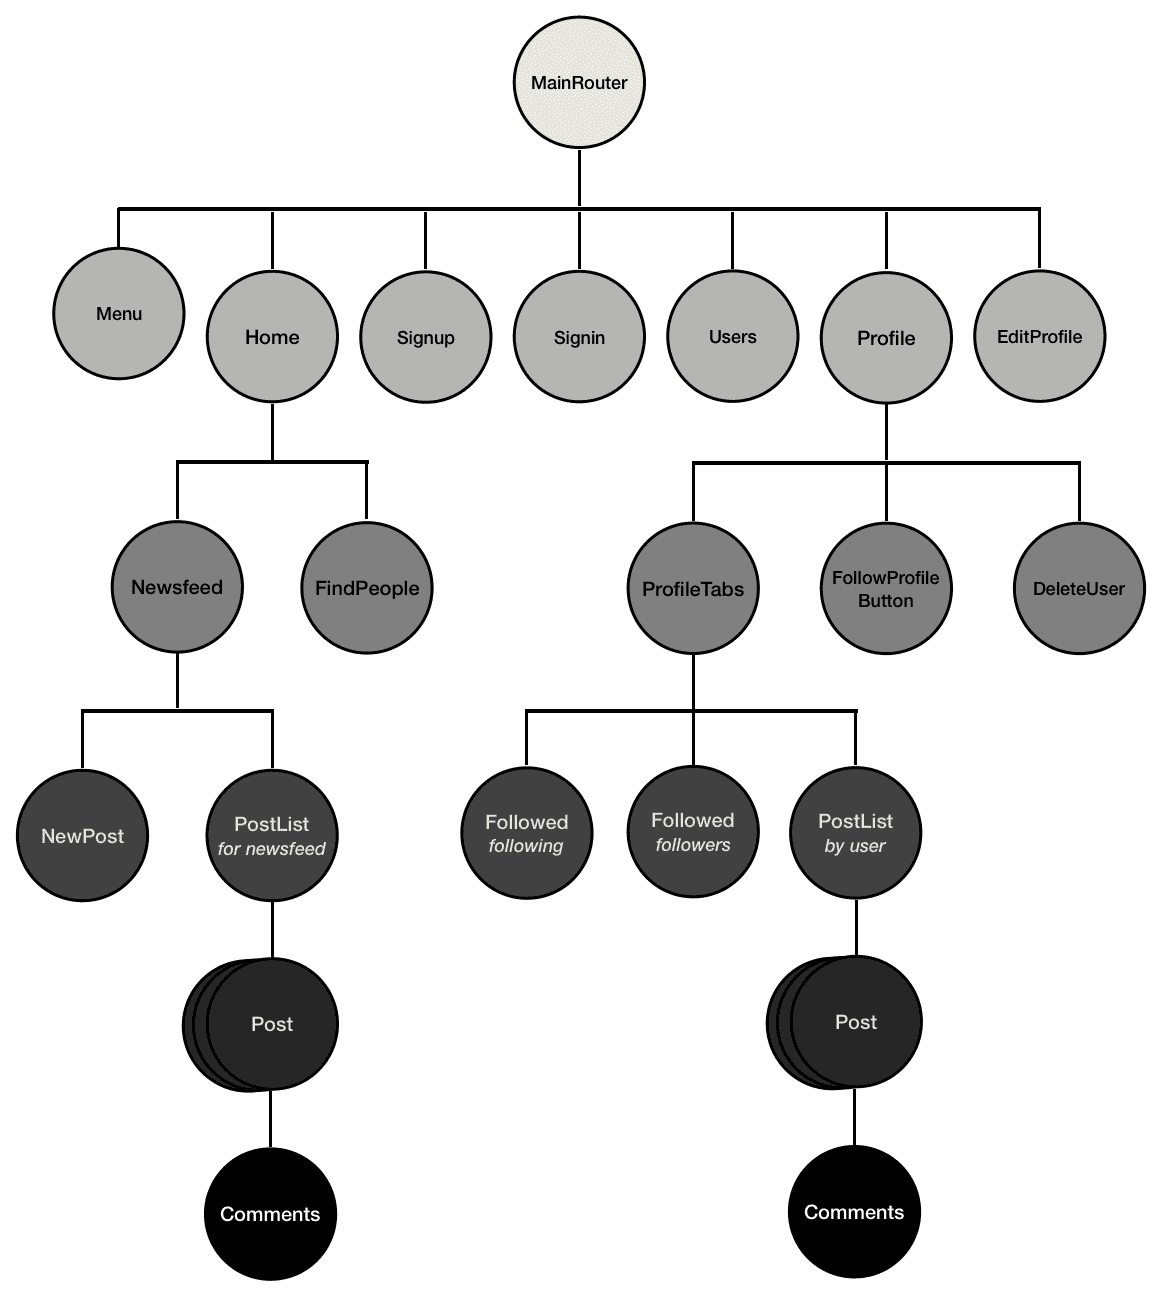 MainRouter
Menu
Home
Signup
Signin
Users
Profile
EditProfile
Newsfeed
FindPeople
ProfileTabs
FollowProfile
Button
DeleteUser
NewPost
PostList
for newsfeed
Followed
following
Followed
followers
PostList
by user
Post
Post
Comments
Comments